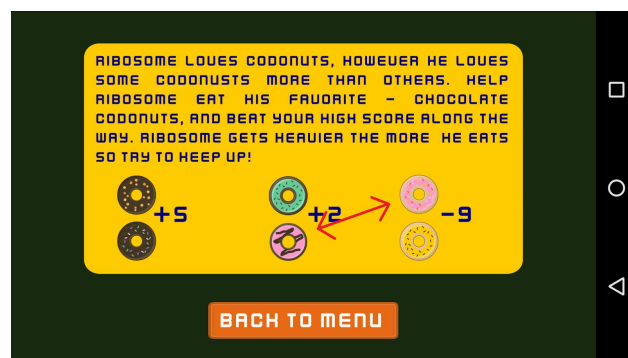 RIBOSOME LOVES CODONUTS, HOWEVER HE LOVES
SOME CODONUSTS MORE THAN OTHERS. HELP
RIBOSOME EAT HIS FAVORITE - CHOCOLATE
CODONUTS, AND BEAT YOUR HIGH SCORE ALONG THE
WAY. RIBOSOME GETS HEAVIER THE MORE HE EATS
SO TRY TO KEEP UP!
+5 +2 -9
BACK TO MENU